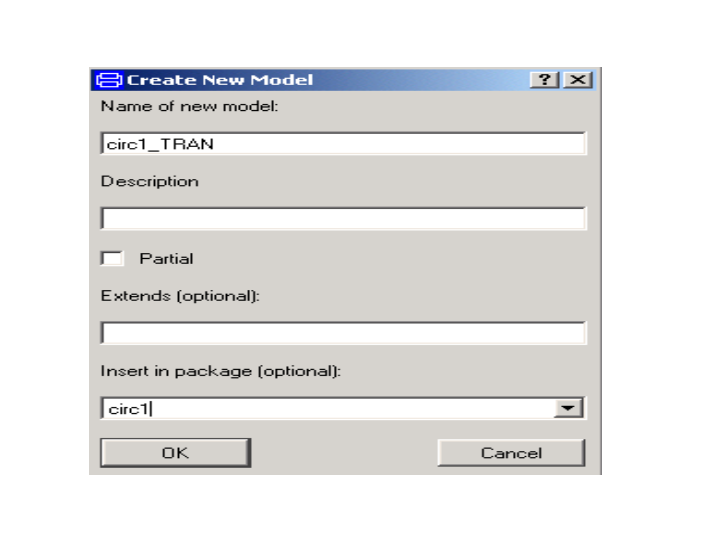 Create New Model
Name of new model:
circ1_TRAN
Description
Partial
Extends (optional):
Insert in package (optional):
circ1
OK Cancel